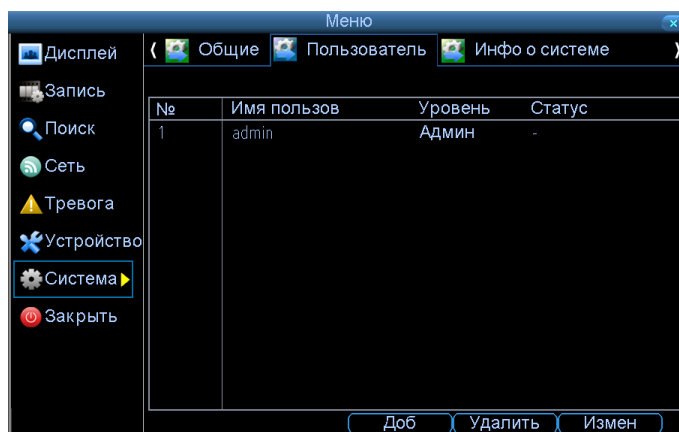 Меню
Дисплей
Запись
Поиск
Сеть
Тревога
Устройство
Система
Закрыть
Общие Пользователь Инфо о системе
№ Имя пользов Уровень Статус
1 admin Админ -
Доб Удалить Измен